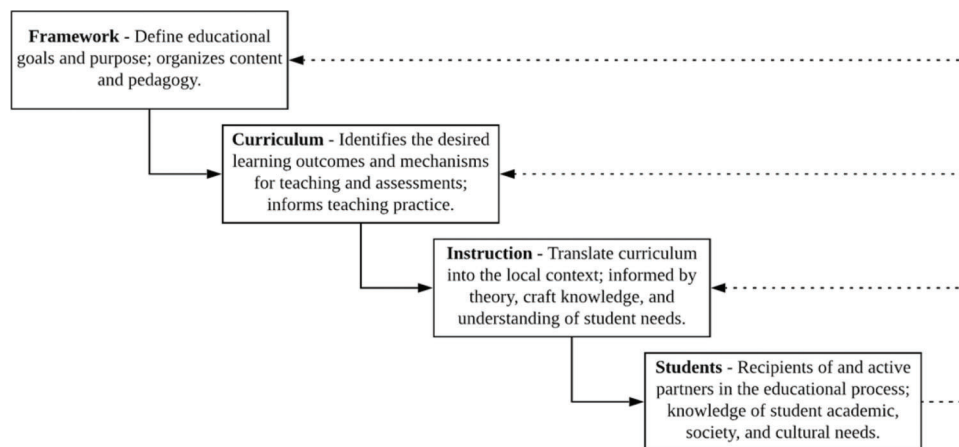 Framework - Define educational
goals and purpose; organizes content
and pedagogy.
Curriculum - Identifies the desired
learning outcomes and mechanisms
for teaching and assessments;
informs teaching practice.
Instruction - Translate curriculum
into the local context; informed by
theory, craft knowledge, and
understanding of student needs.
Students - Recipients of and active
partners in the educational process;
knowledge of student academic,
society, and cultural needs.